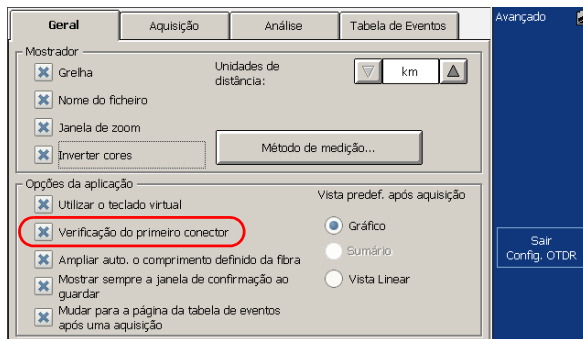 Geral
Aquisição
Análise
Tabela de Eventos
Avançado
Mostrador
Grelha
Unidades de
distância:
km
Nome do ficheiro
Janela de zoom
Inverter cores
Método de medição...
Opções da aplicação
Utilizar o teclado virtual
Verificação do primeiro conector
Ampliar auto. o comprimento definido da fibra
Mostrar sempre a janela de confirmação ao
guardar
Mudar para a página da tabela de eventos
após uma aquisição
Vista predef. após aquisição
Gráfico
Sumário
Vista Linear
Sair
Config. OTDR